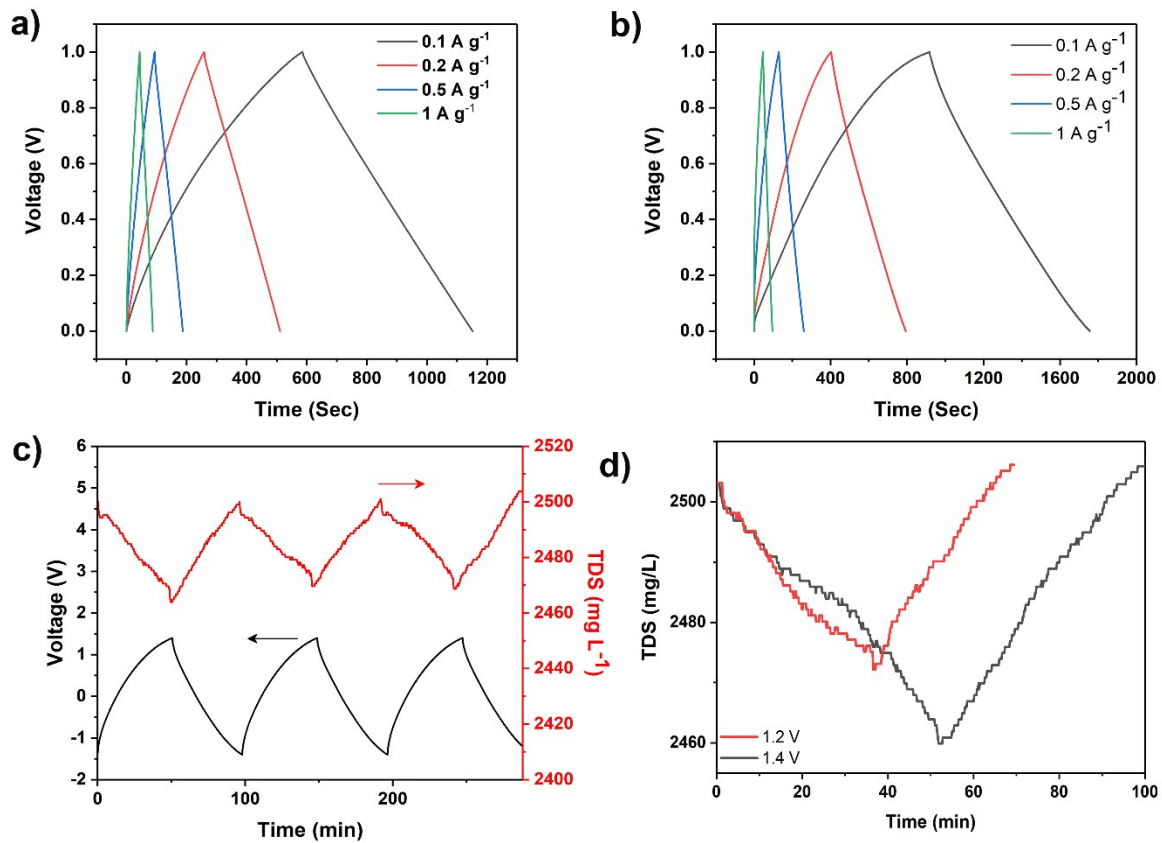 a)
1.0
0.8
0.6
0.4
0.2
0.0
Voltage (V)
0.1 A g⁻¹
0.2 A g⁻¹
0.5 A g⁻¹
1 A g⁻¹
0 200 400 600 800 1000 1200
Time (Sec)
b)
1.0
0.8
0.6
0.4
0.2
0.0
Voltage (V)
0.1 A g⁻¹
0.2 A g⁻¹
0.5 A g⁻¹
1 A g⁻¹
0 400 800 1200 1600 2000
Time (Sec)
c)
6
5
4
3
2
1
0
-1
-2
Voltage (V)
2520
2500
2480
2460
2440
2420
2400
TDS (mg L⁻¹)
0 100 200
Time (min)
d)
2500
2480
2460
TDS (mg/L)
1.2 V
1.4 V
0 20 40 60 80 100
Time (min)